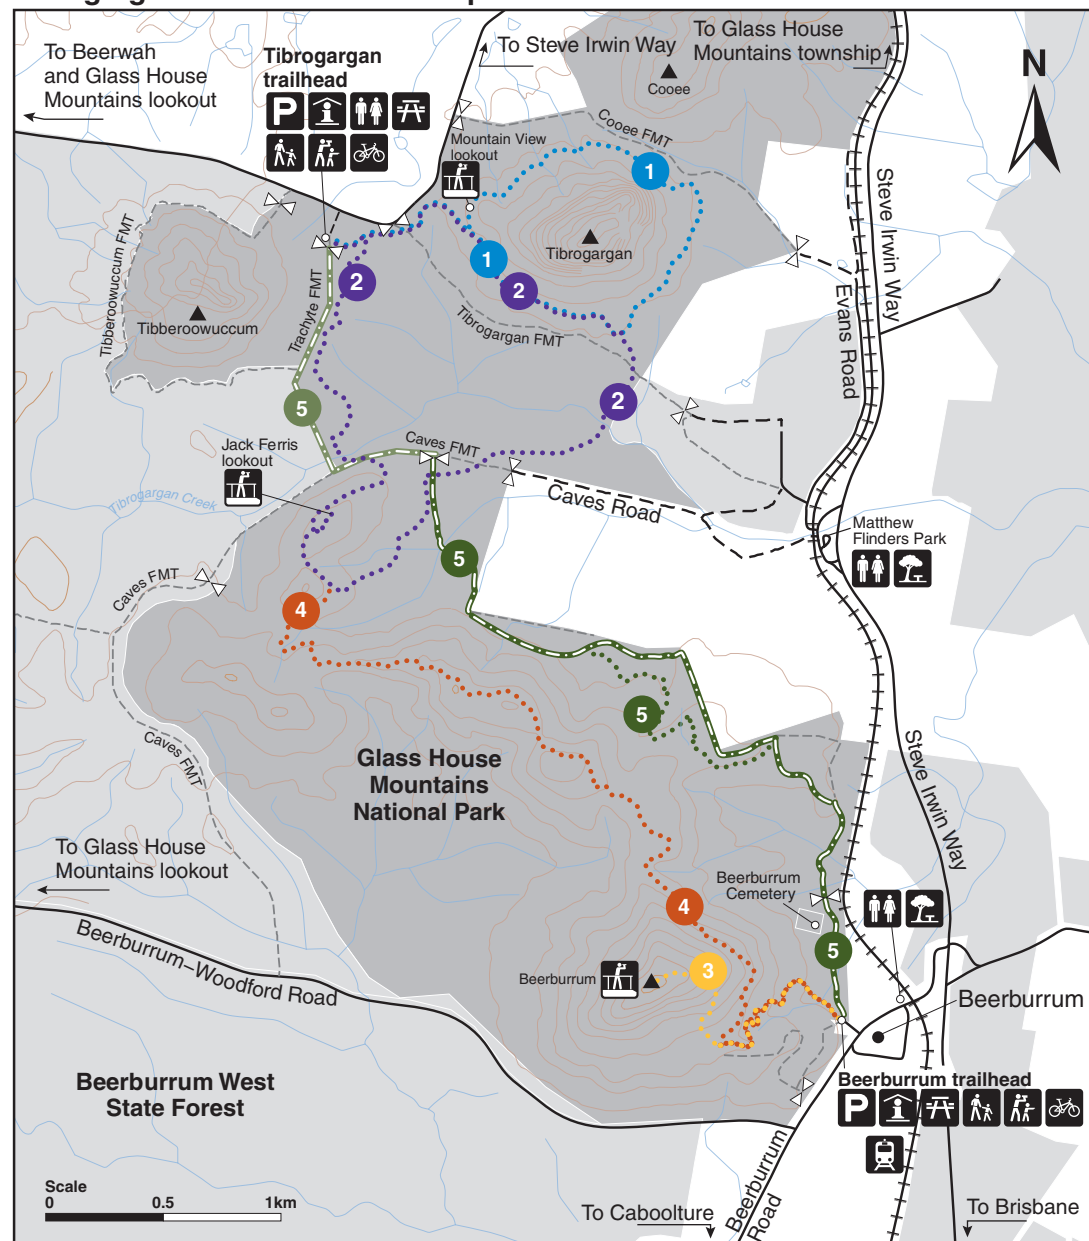 To Beerwah
and Glass House
Mountains lookout
Tibrogargan
trailhead
P
To Steve Irwin Way
To Glass House
Mountains township
Cooee
N
Mountain View
lookout
Cooee FMT
1
Steve Irwin Way
Tibberoowuccum FMT
Tibrogargan
1
2
2
Tibberoowuccum
Trachyte FMT
Tibrogargan FMT
Evans Road
5
2
Jack Ferris
lookout
Caves FMT
Tibrogargan Creek
Caves Road
Matthew
Flinders Park
5
Caves FMT
4
5
Caves FMT
Glass House
Mountains
National Park
Steve Irwin Way
To Glass House
Mountains lookout
Beerburrum
Cemetery
4
Beerburrum–Woodford Road
5
3
Beerburrum
Beerburrum
Beerburrum West
State Forest
Beerburrum trailhead
P
Beerburrum
Road
Scale
0 0.5 1km
To Caboolture
To Brisbane